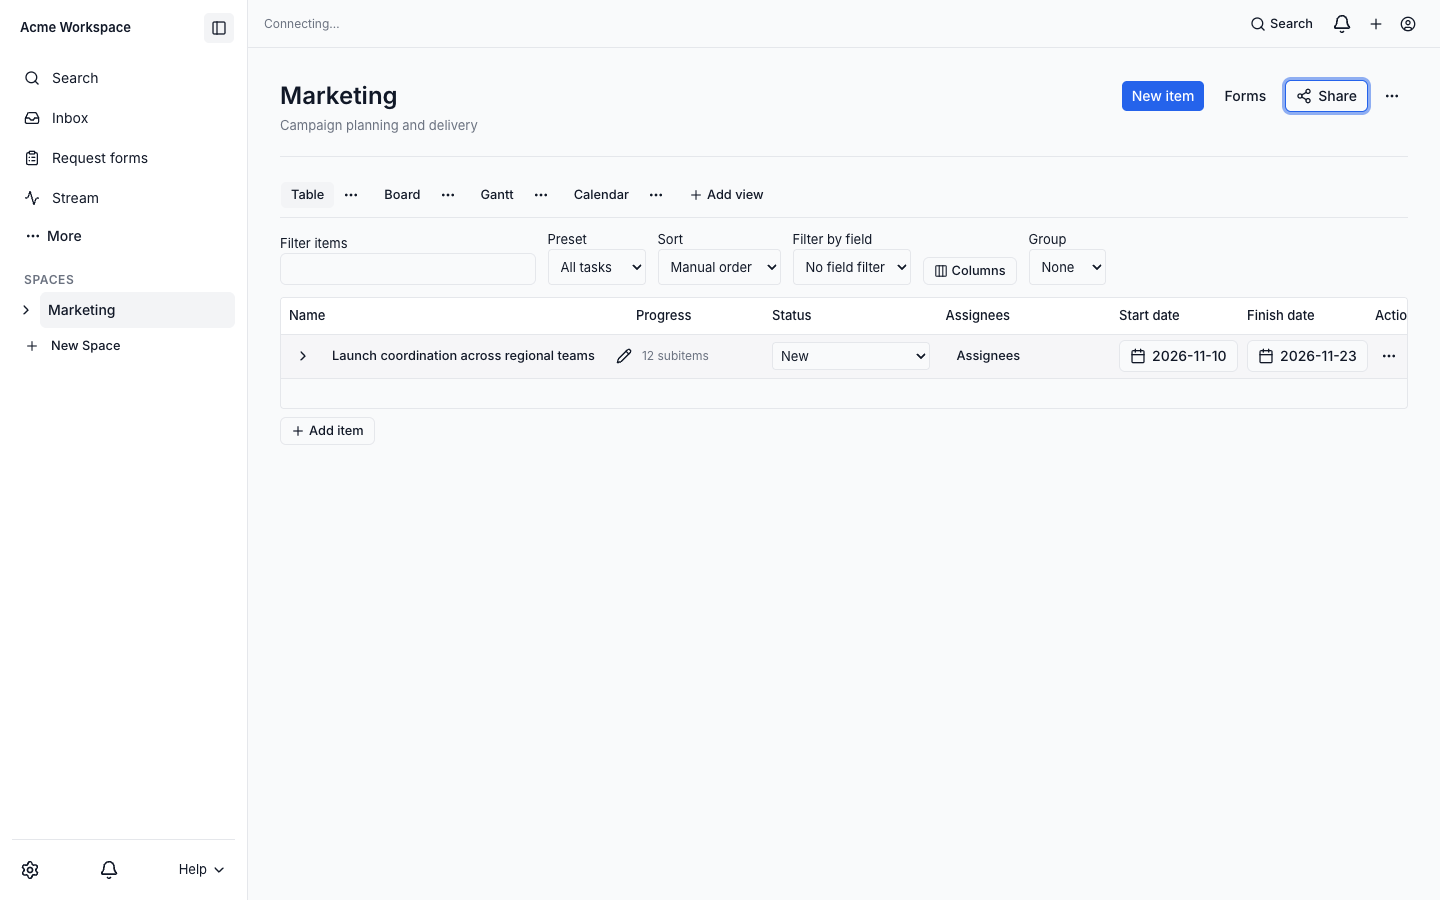 Acme Workspace
Connecting...
Search
Search
Inbox
Request forms
Stream
More
SPACES
Marketing
New Space
Help
Marketing
Campaign planning and delivery
New item
Forms
Share
Table
Board
Gantt
Calendar
Add view
Filter items
Preset
All tasks
Sort
Manual order
Filter by field
No field filter
Columns
Group
None
Name Progress Status Assignees Start date Finish date Actio
Launch coordination across regional teams 12 subitems New Assignees 2026-11-10 2026-11-23
Add item